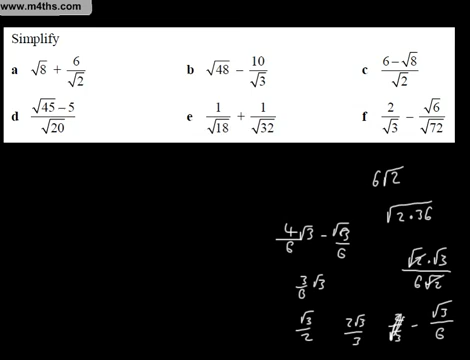 www.m4ths.com
Simplify
a √8 + 6/√2
b √48 − 10/√3
c (6−√8)/√2
d (√45 − 5)/√20
e 1/√18 + 1/√32
f 2/√3 − √6/√72
6√2
√(2·36)
4/6 √3 − √3/6
(√2·√3)/(6√2)
3/6 √3
√3/2
2√3/3
− √3/6